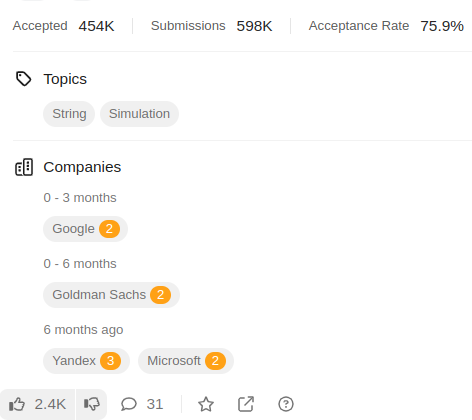 Accepted 454K Submissions 598K Acceptance Rate 75.9%
Topics
String Simulation
Companies
0 - 3 months
Google 2
0 - 6 months
Goldman Sachs 2
6 months ago
Yandex 3 Microsoft 2
2.4K 31